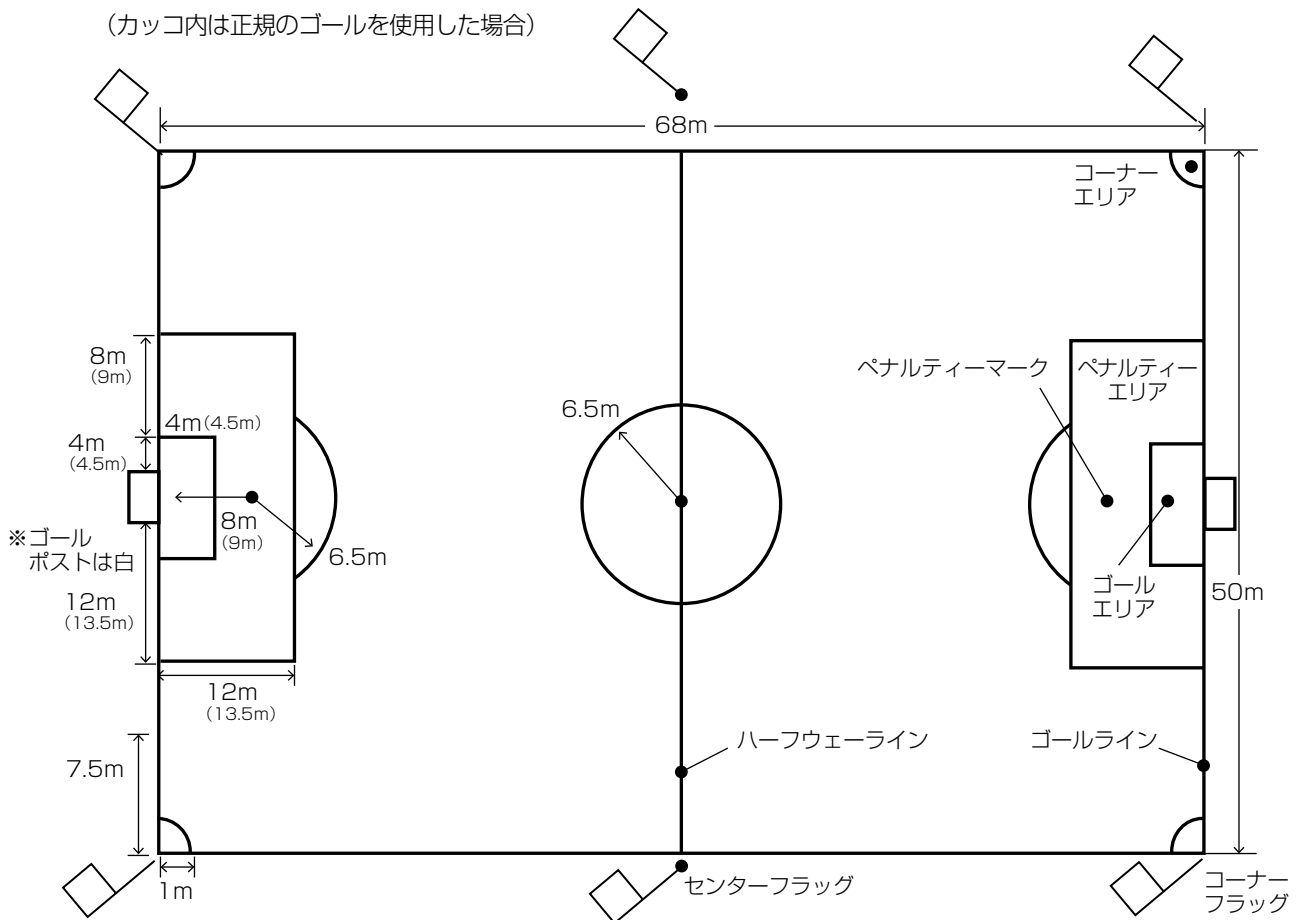 (カッコ内は正規のゴールを使用した場合)
68m
コーナー
エリア
8m
(9m)
4m(4.5m)
4m
(4.5m)
6.5m
ペナルティーマーク
ペナルティー
エリア
8m
(9m)
6.5m
※ゴール
ポストは白
12m
(13.5m)
ゴール
エリア
50m
12m
(13.5m)
7.5m
ハーフウェーライン
ゴールライン
1m
センターフラッグ
コーナー
フラッグ